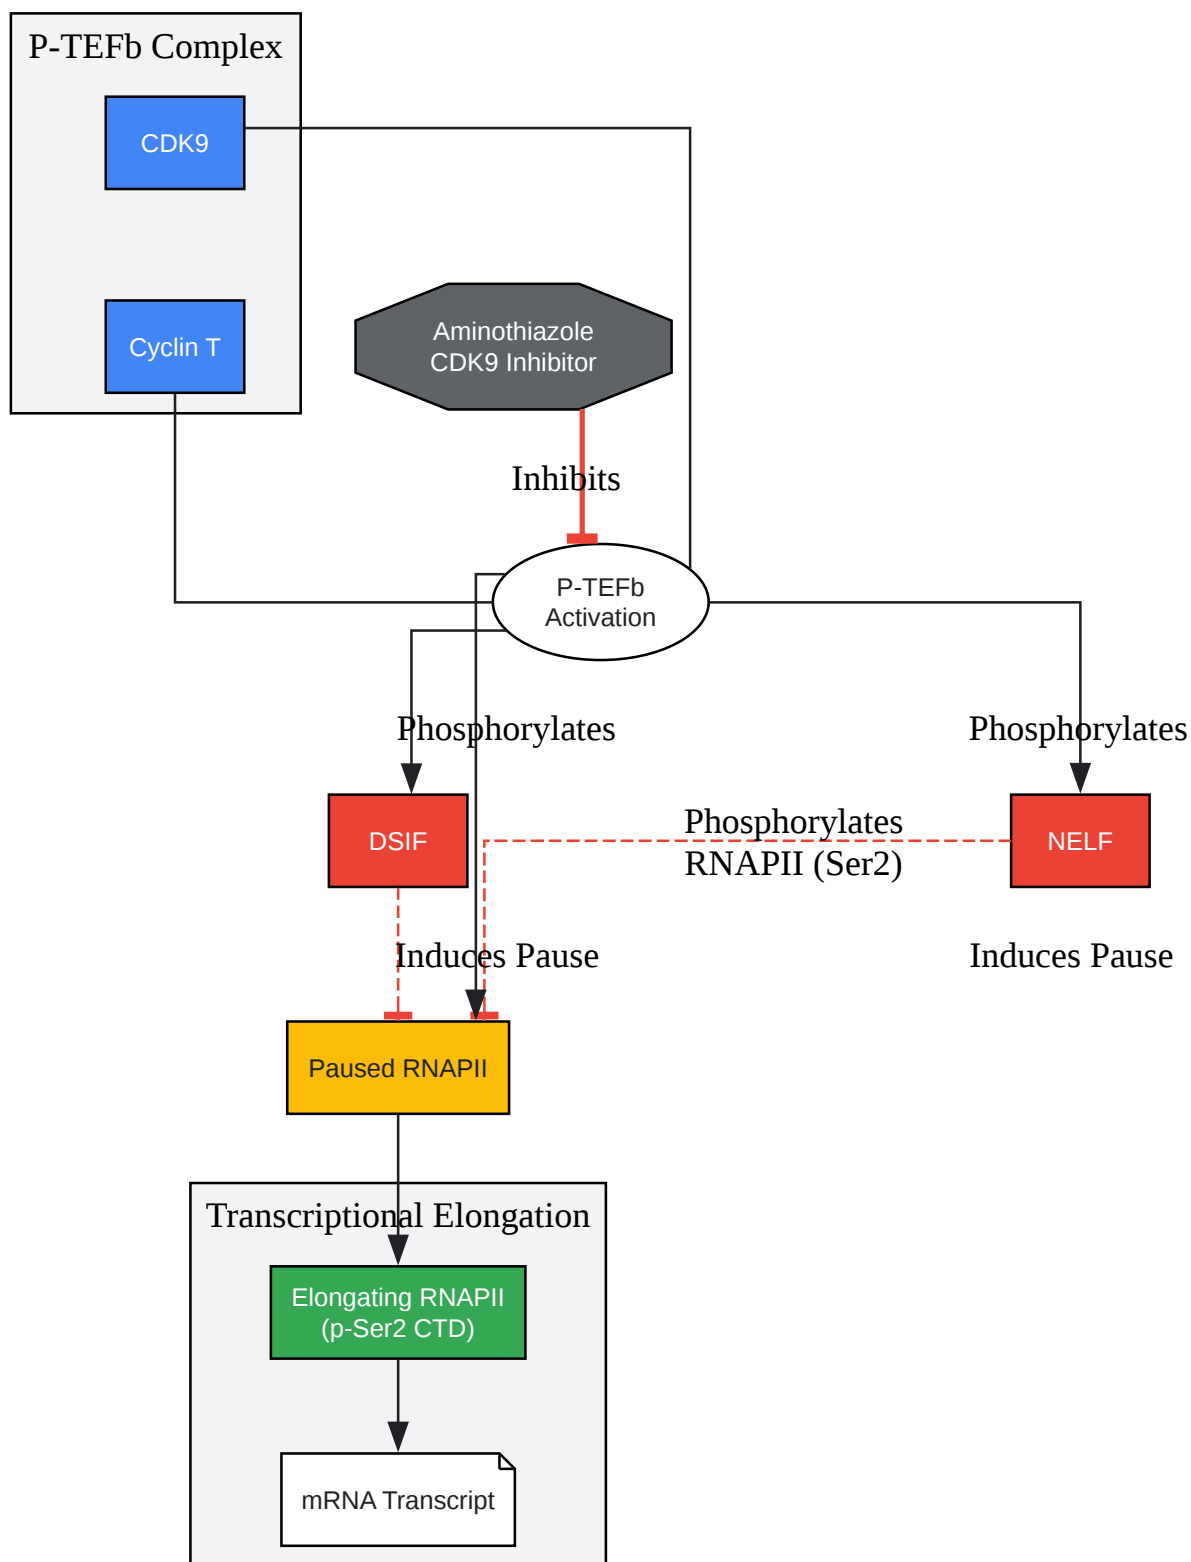 P-TEFb Complex
CDK9
Cyclin T
Aminothiazole
CDK9 Inhibitor
Inhibits
P-TEFb
Activation
Phosphorylates
Phosphorylates
Phosphorylates
RNAPII (Ser2)
DSIF
NELF
Induces Pause
Induces Pause
Paused RNAPII
Transcriptional Elongation
Elongating RNAPII
(p-Ser2 CTD)
mRNA Transcript